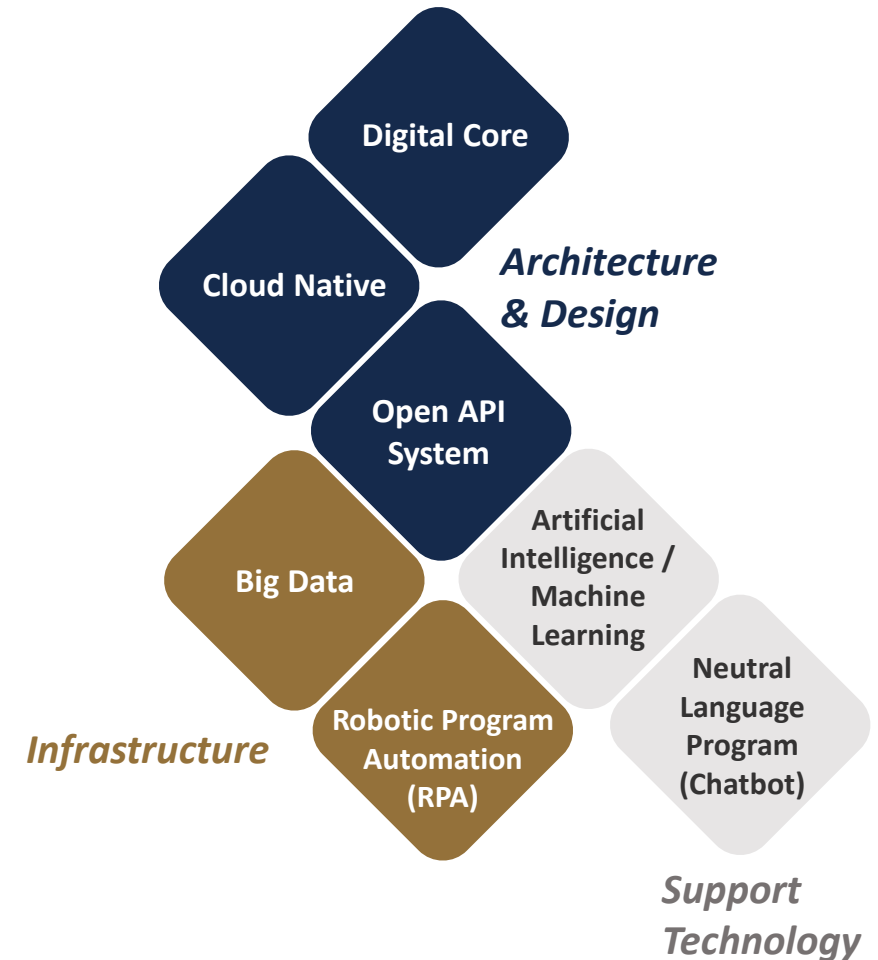 Digital Core
Cloud Native
Architecture
& Design
Open API
System
Big Data
Artificial
Intelligence /
Machine
Learning
Infrastructure
Robotic Program
Automation
(RPA)
Neutral
Language
Program
(Chatbot)
Support
Technology